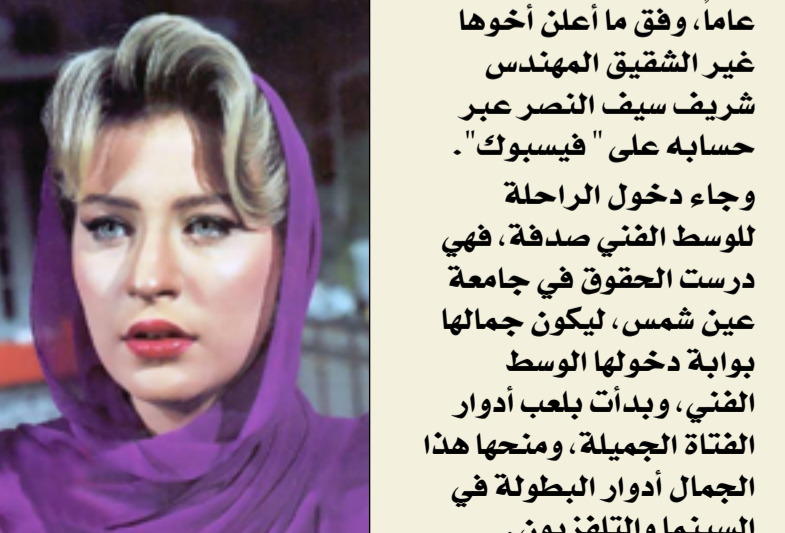 عاماً، وفق ما أعلن أخوها
غير الشقيق المهندس
شريف سيف النصر عبر
حسابه على " فيسبوك".
وجاء دخول الراحلة
للوسط الفني صدفة، فهي
درست الحقوق في جامعة
عين شمس، ليكون جمالها
بوابة دخولها الوسط
الفني، وبدأت بلعب أدوار
الفتاة الجميلة، ومنحها هذا
الجمال أدوار البطولة في
السينما والتلفزيون.